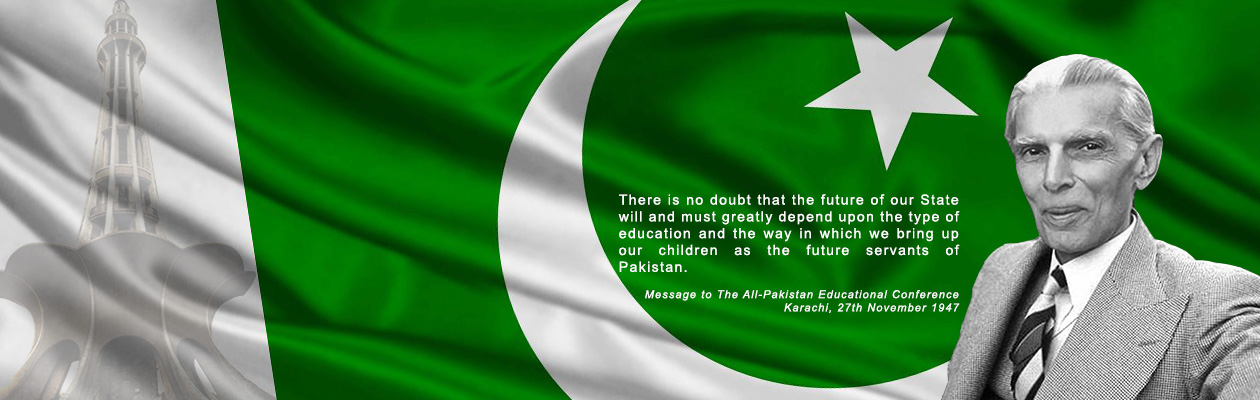 There is no doubt that the future of our State
will and must greatly depend upon the type of
education and the way in which we bring up
our children as the future servants of
Pakistan.
Message to The All-Pakistan Educational Conference
Karachi, 27th November 1947